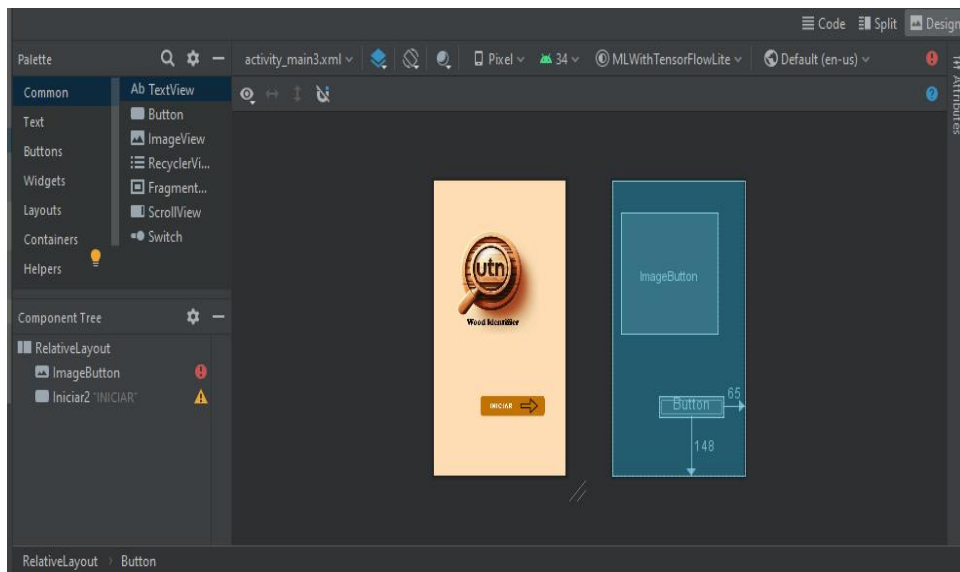 Code Split Design
Palette
activity_main3.xml Pixel 34 MLWithTensorFlowLite Default (en-us)
Common
Text
Buttons
Widgets
Layouts
Containers
Helpers
Ab TextView
Button
ImageView
RecyclerVi...
Fragment...
ScrollView
Switch
Attributes
Component Tree
RelativeLayout
ImageButton
Iniciar2 "INICIAR"
utn
Wood Identifier
INICIAR
ImageButton
Button
65
148
RelativeLayout Button